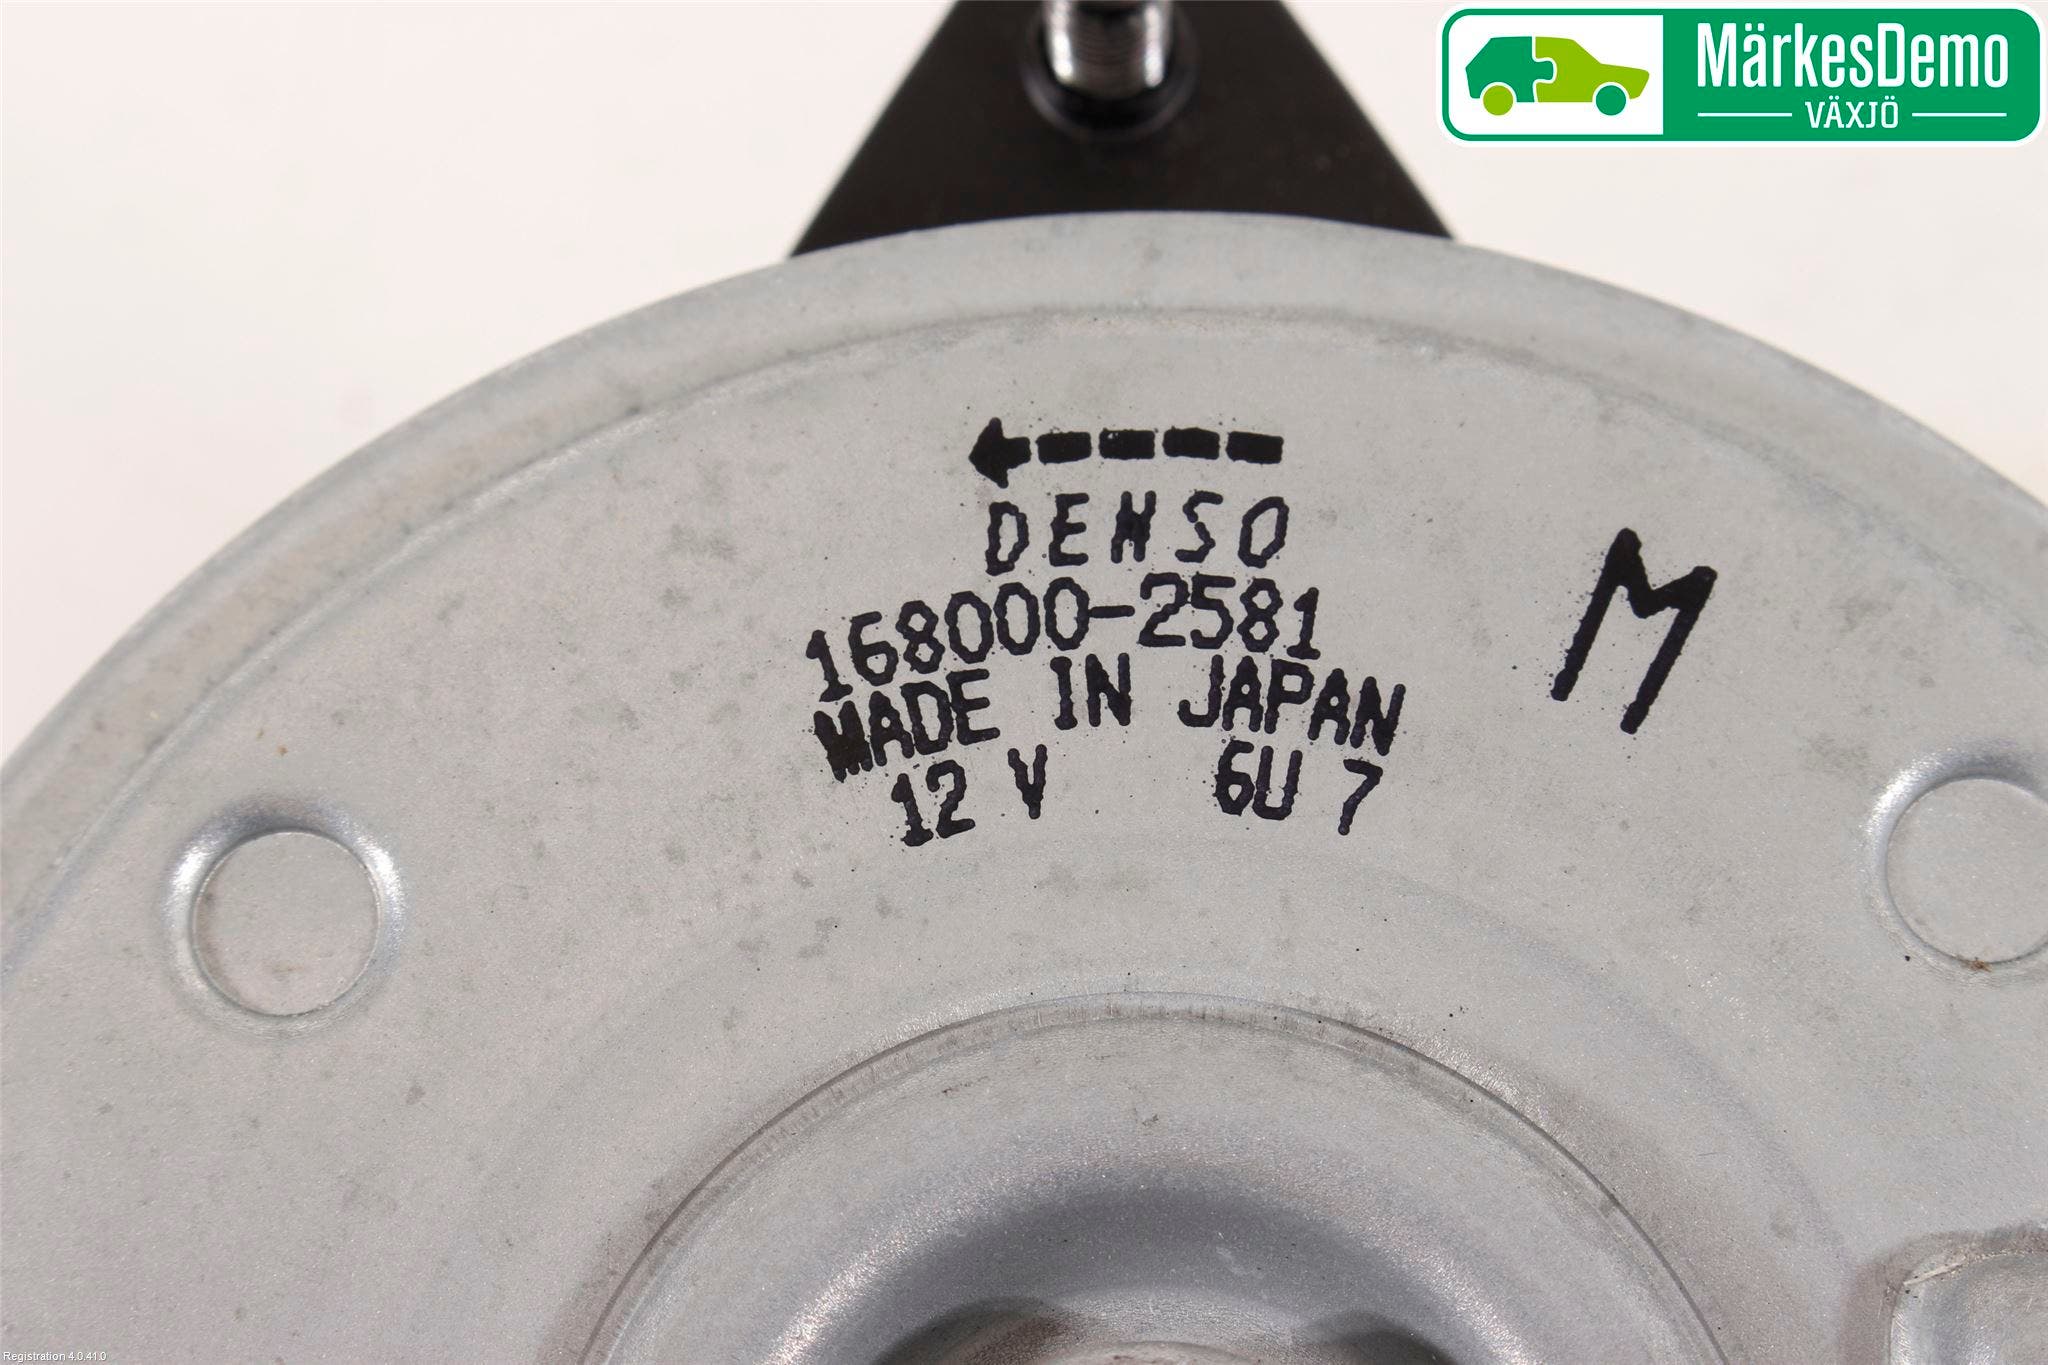 MärkesDemo
VÄXJÖ
DENSO
168000-2581
M
MADE IN JAPAN
12 V 6U 7
Registration 4.0.41.0